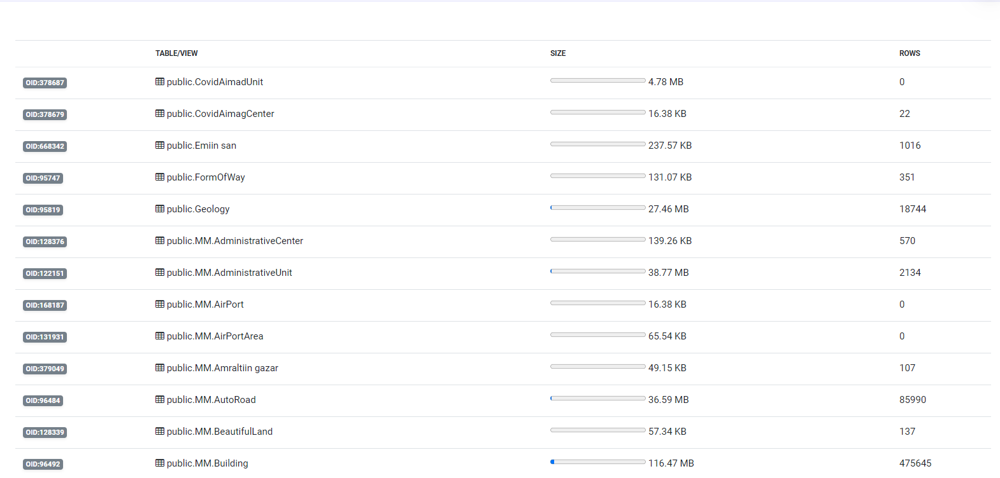 TABLE/VIEW SIZE ROWS
OID:378687 public.CovidAimadUnit 4.78 MB 0
OID:378679 public.CovidAimagCenter 16.38 KB 22
OID:668342 public.Emiin san 237.57 KB 1016
OID:95747 public.FormOfWay 131.07 KB 351
OID:95819 public.Geology 27.46 MB 18744
OID:128376 public.MM.AdministrativeCenter 139.26 KB 570
OID:122151 public.MM.AdministrativeUnit 38.77 MB 2134
OID:168187 public.MM.AirPort 16.38 KB 0
OID:131931 public.MM.AirPortArea 65.54 KB 0
OID:379049 public.MM.Amraltiin gazar 49.15 KB 107
OID:96484 public.MM.AutoRoad 36.59 MB 85990
OID:128339 public.MM.BeautifulLand 57.34 KB 137
OID:96492 public.MM.Building 116.47 MB 475645